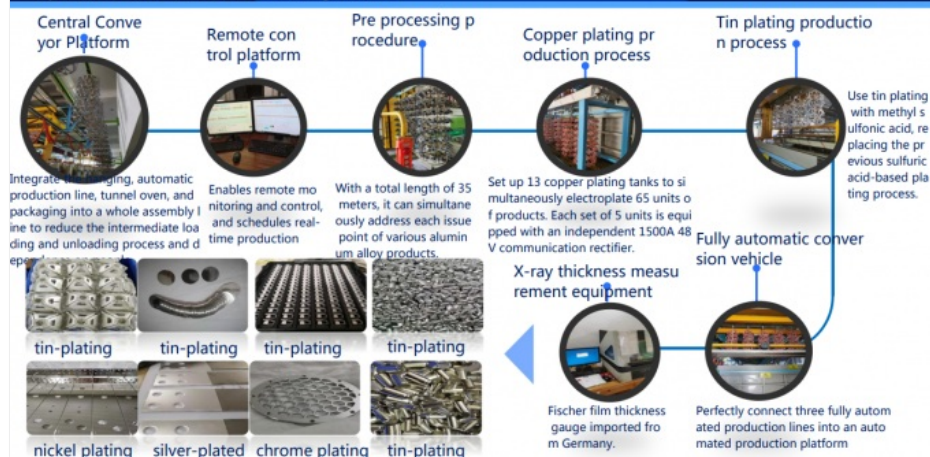 Central Conve
yor Platform
Remote con
trol platform
Pre processing p
rocedure
Copper plating pr
oduction process
Tin plating productio
n process
Integrate the hanging, automatic
production line, tunnel oven, and
packaging into a whole assembly l
ine to reduce the intermediate loa
ding and unloading process and d
Enables remote mo
nitoring and control,
and schedules real-
time production
With a total length of 35
meters, it can simultane
ously address each issue
point of various alumin
um alloy products.
Set up 13 copper plating tanks to si
multaneously electroplate 65 units o
f products. Each set of 5 units is equi
pped with an independent 1500A 48
V communication rectifier.
Use tin plating
with methyl s
ulfonic acid, re
placing the pr
evious sulfuric
acid-based pla
ting process.
Fully automatic conver
sion vehicle
X-ray thickness measu
rement equipment
tin-plating
tin-plating
tin-plating
tin-plating
nickel plating
silver-plated
chrome plating
tin-plating
Fischer film thickness
gauge imported fro
m Germany.
Perfectly connect three fully autom
ated production lines into an auto
mated production platform